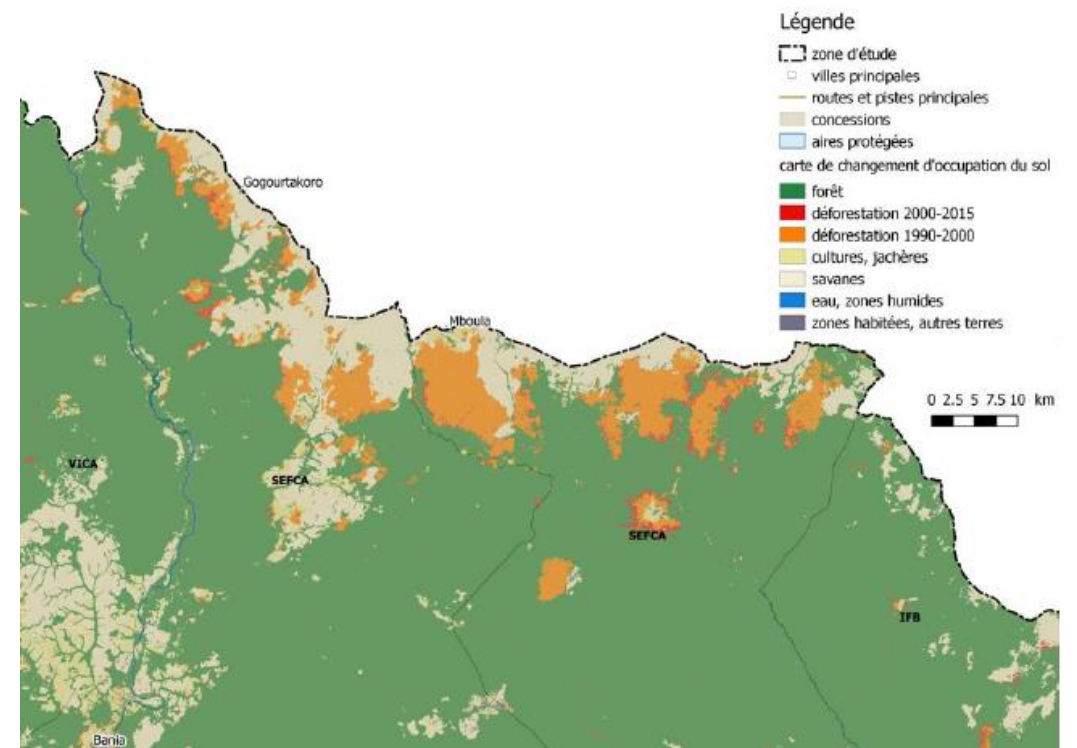 Légende
zone d'étude
villes principales
routes et pistes principales
concessions
aires protégées
carte de changement d'occupation du sol
forêt
déforestation 2000-2015
déforestation 1990-2000
cultures, jachères
savanes
eau, zones humides
zones habitées, autres terres
Gogourtakoro
Mboula
0 2.5 5 7.5 10 km
VICA
SEFCA
SEFCA
IFB
Bania